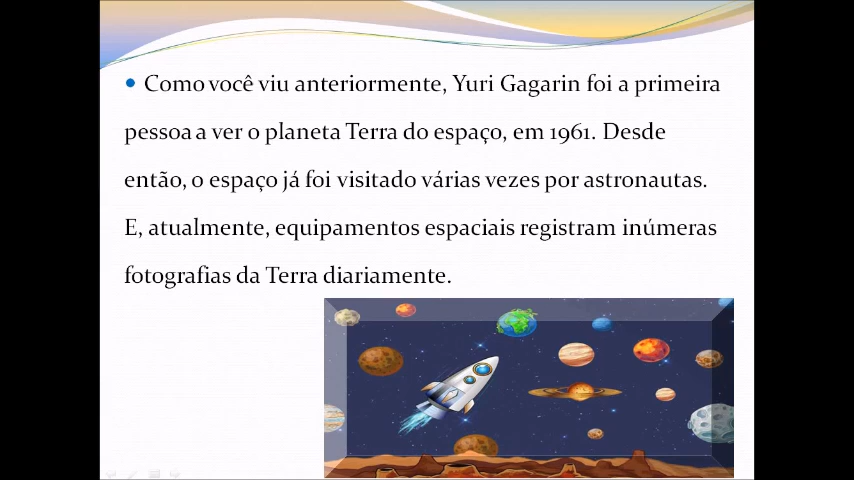 • Como você viu anteriormente, Yuri Gagarin foi a primeira
pessoa a ver o planeta Terra do espaço, em 1961. Desde
então, o espaço já foi visitado várias vezes por astronautas.
E, atualmente, equipamentos espaciais registram inúmeras
fotografias da Terra diariamente.